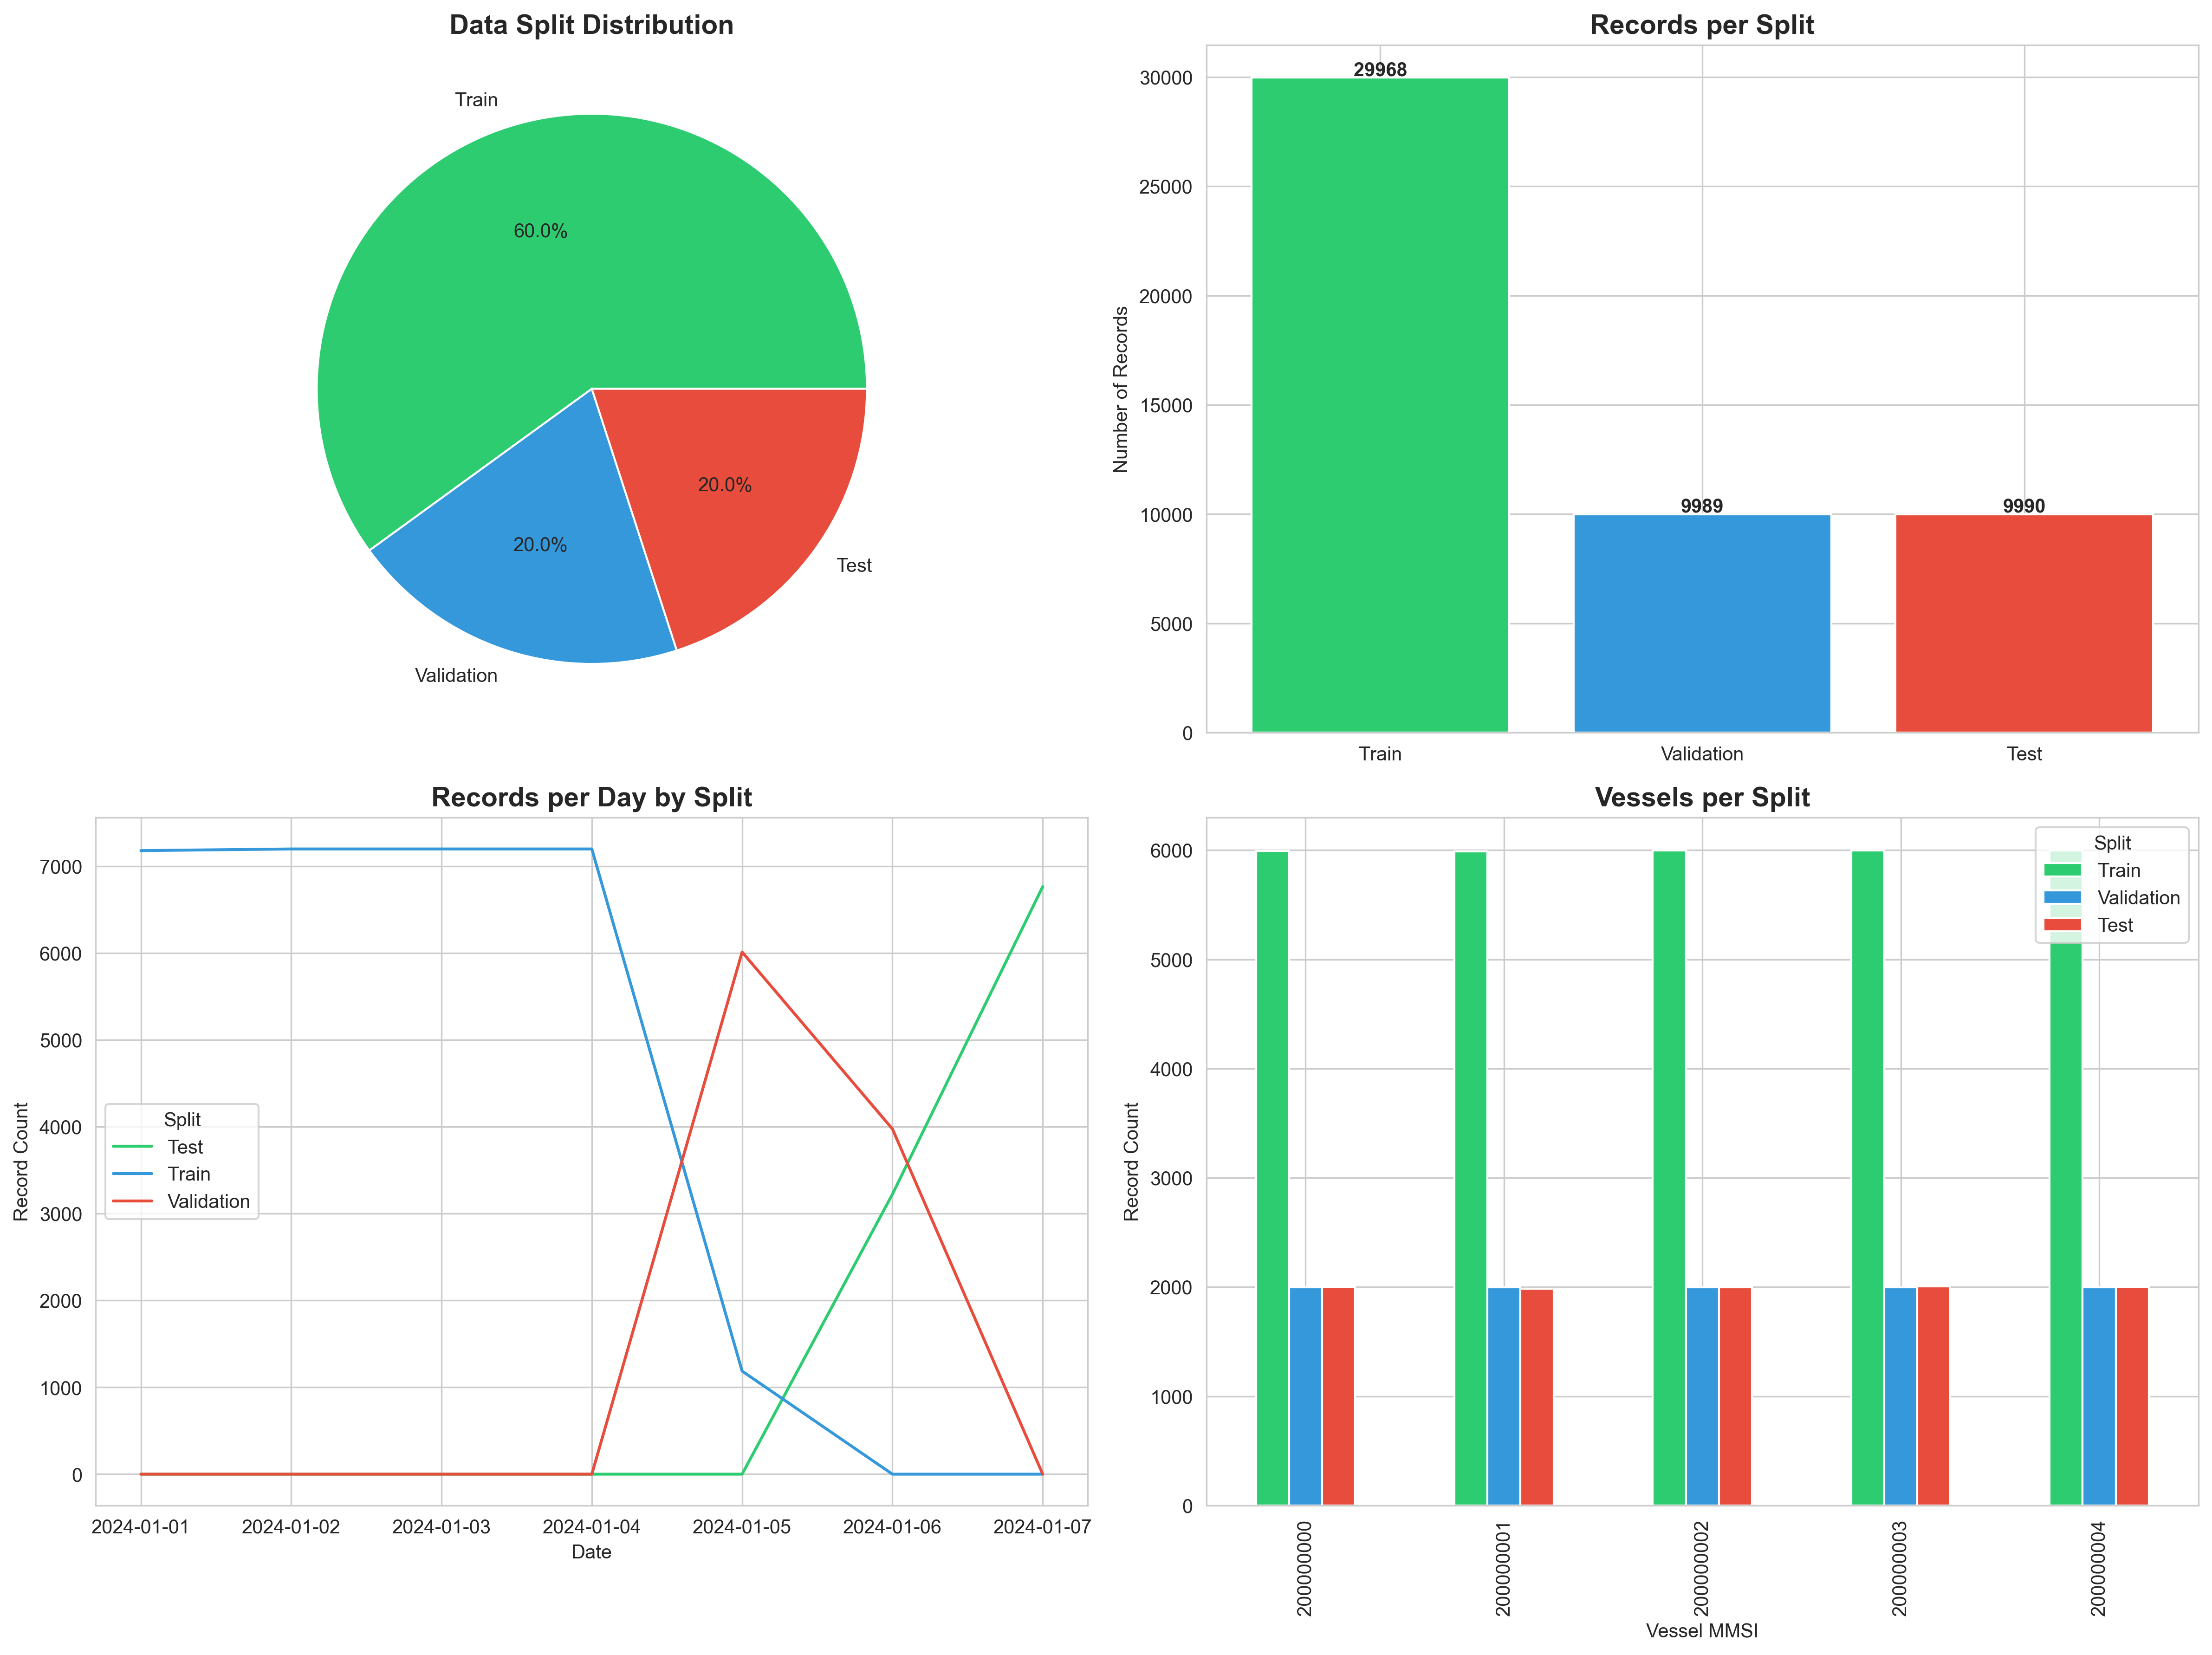 Data Split Distribution
Train
60.0%
20.0%
20.0%
Test
Validation
Records per Split
Number of Records
30000
25000
20000
15000
10000
5000
0
29968
9989
9990
Train
Validation
Test
Records per Day by Split
Record Count
7000
6000
5000
4000
3000
2000
1000
0
Split
Test
Train
Validation
2024-01-01
2024-01-02
2024-01-03
2024-01-04
2024-01-05
2024-01-06
2024-01-07
Date
Vessels per Split
Record Count
6000
5000
4000
3000
2000
1000
0
Split
Train
Validation
Test
200000000
200000001
200000002
200000003
200000004
Vessel MMSI